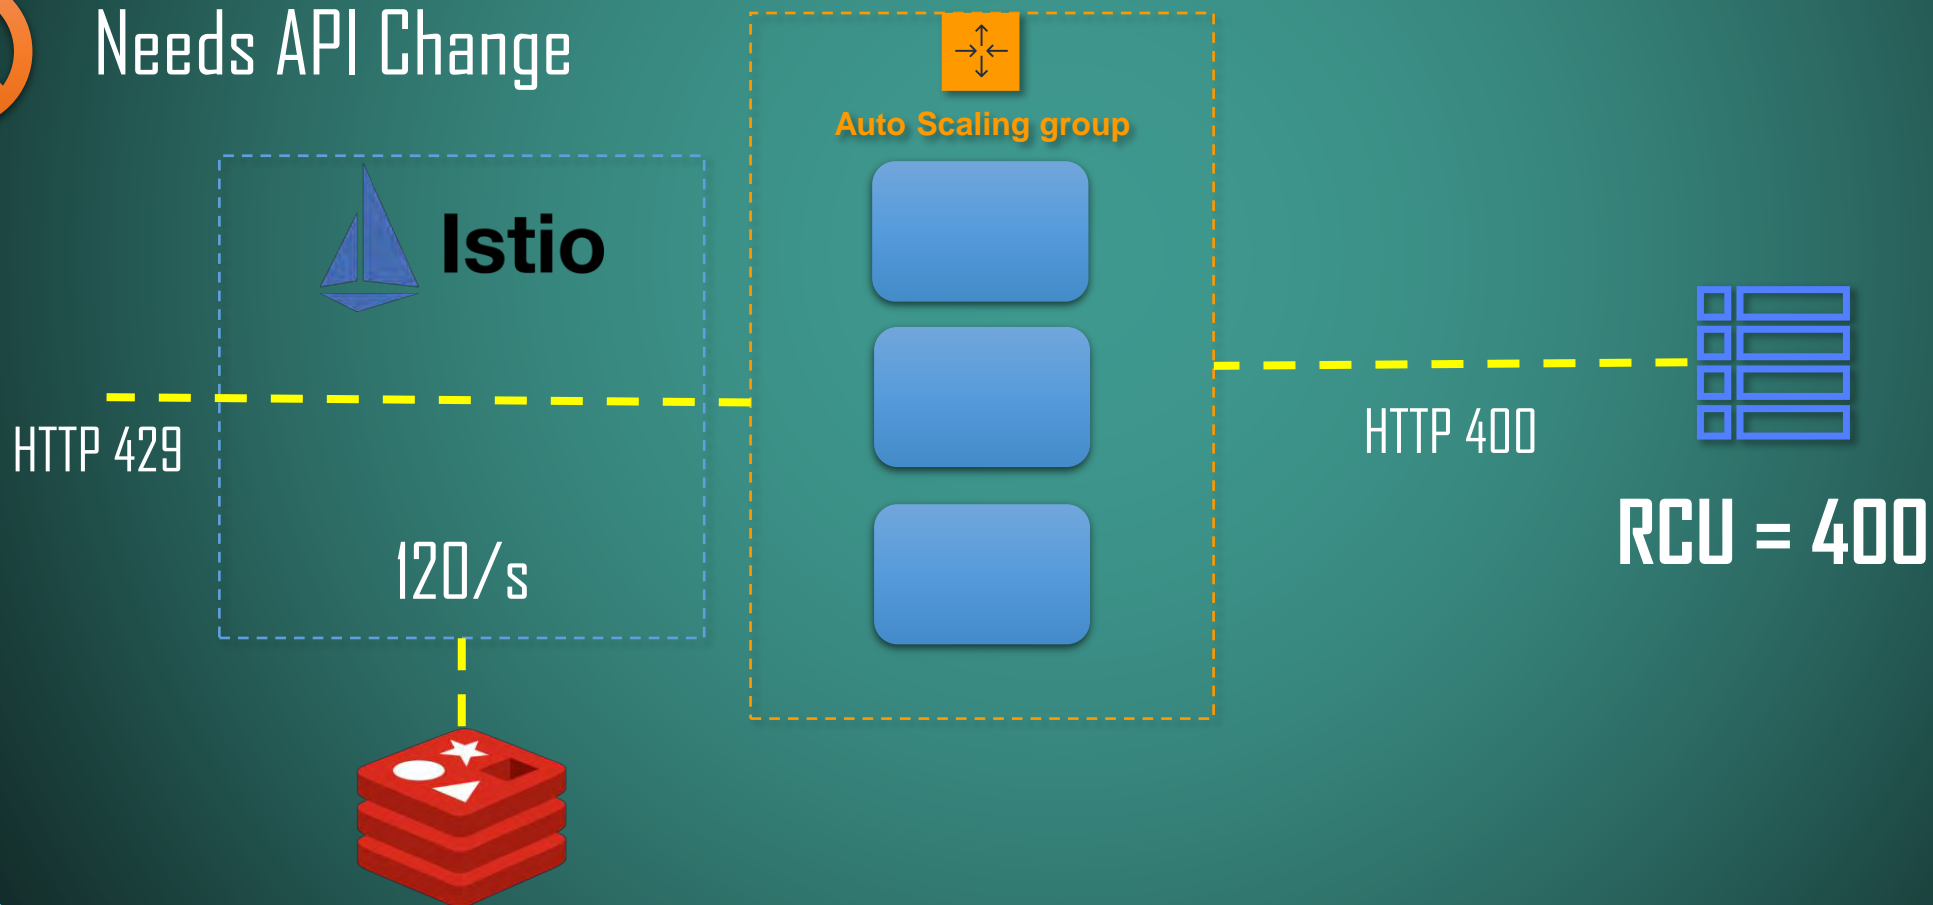 Needs API Change
Auto Scaling group
Istio
HTTP 429
HTTP 400
120/s
RCU = 400